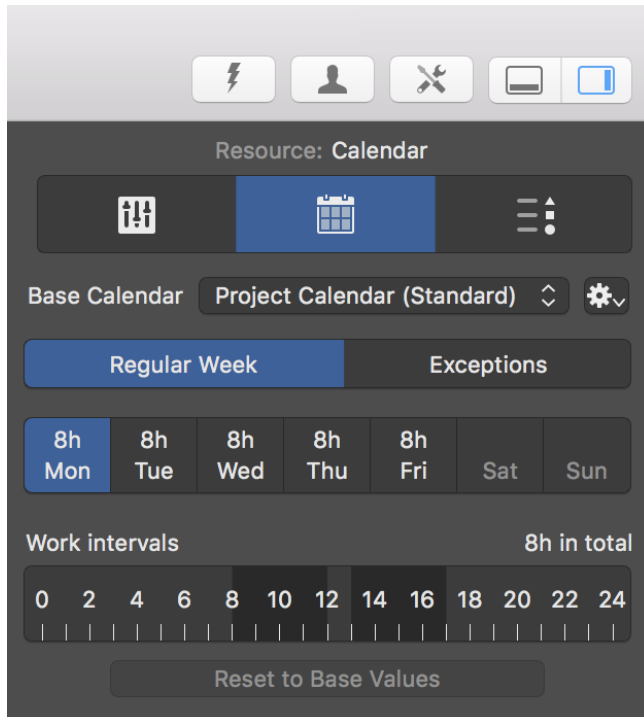 Resource: Calendar
Base Calendar Project Calendar (Standard)
Regular Week Exceptions
8h 8h 8h 8h 8h
Mon Tue Wed Thu Fri Sat Sun
Work intervals 8h in total
0 2 4 6 8 10 12 14 16 18 20 22 24
Reset to Base Values